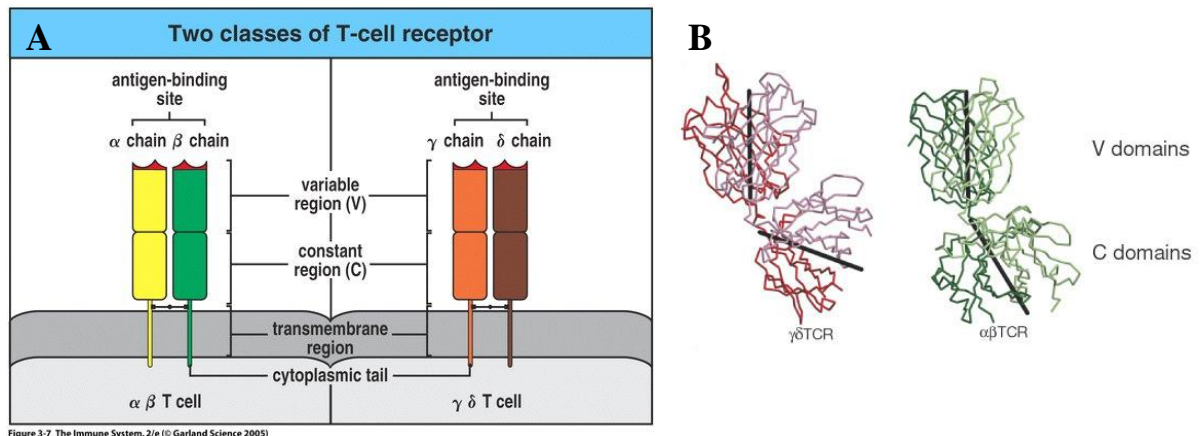 A
Two classes of T-cell receptor
antigen-binding
site
α chain β chain
antigen-binding
site
γ chain δ chain
variable
region (V)
constant
region (C)
transmembrane
region
cytoplasmic tail
α β T cell
γ δ T cell
Figure 3-7 The Immune System, 2/e (© Garland Science 2005)
B
V domains
C domains
γδTCR
αβTCR